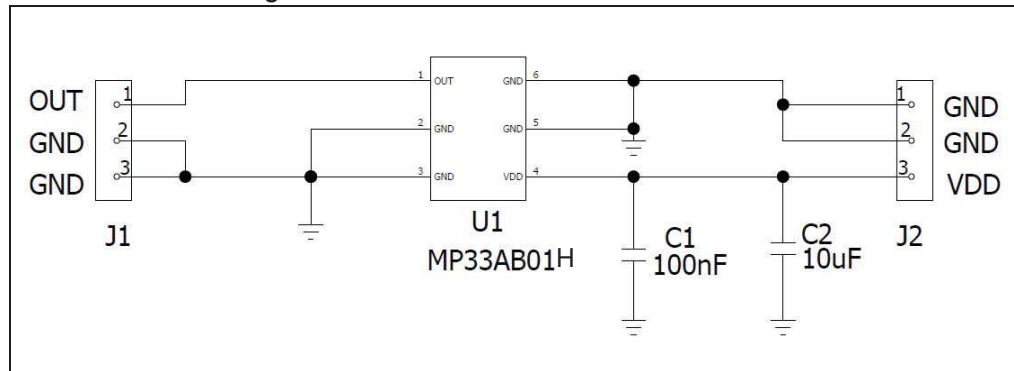 OUT
GND
GND
1
2
3
J1
1
2
3
OUT
GND
GND
GND
GND
VDD
6
5
4
U1
MP33AB01H
C1
100nF
C2
10uF
1
2
3
GND
GND
VDD
J2